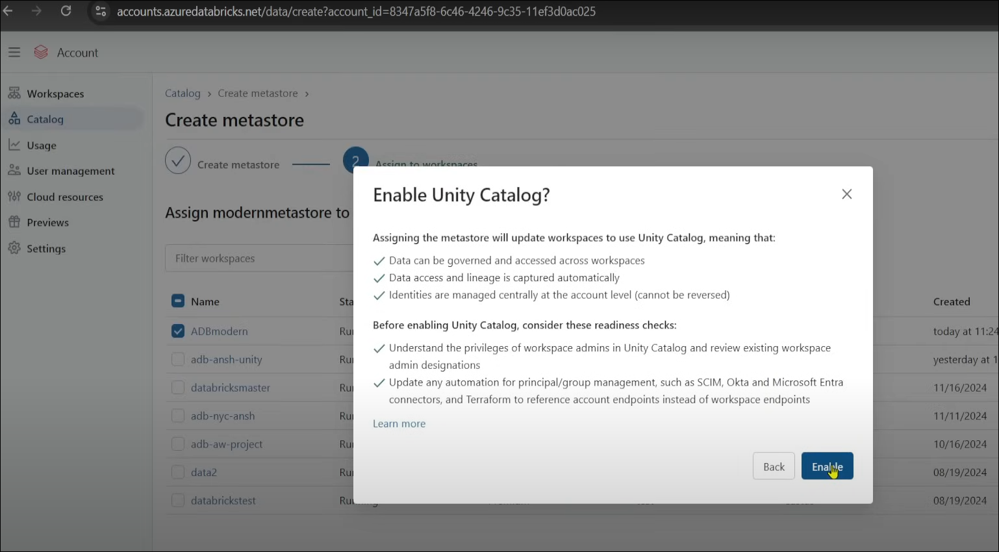 accounts.azuredatabricks.net/data/create?account_id=8347a5f8-6c46-4246-9c35-11ef3d0ac025
Account
Workspaces
Catalog
Usage
User management
Cloud resources
Previews
Settings
Catalog › Create metastore ›
Create metastore
Create metastore
2 Assign to workspaces
Assign modernmetastore to
Filter workspaces
Name Sta Created
ADBmodern Ru today at 11:24
adb-ansh-unity Ru yesterday at 1
databricksmaster Ru 11/16/2024
adb-nyc-ansh Ru 11/11/2024
adb-aw-project Ru 10/16/2024
data2 Ru 08/19/2024
databrickstest Running 08/19/2024
Enable Unity Catalog?
Assigning the metastore will update workspaces to use Unity Catalog, meaning that:
Data can be governed and accessed across workspaces
Data access and lineage is captured automatically
Identities are managed centrally at the account level (cannot be reversed)
Before enabling Unity Catalog, consider these readiness checks:
Understand the privileges of workspace admins in Unity Catalog and review existing workspace
admin designations
Update any automation for principal/group management, such as SCIM, Okta and Microsoft Entra
connectors, and Terraform to reference account endpoints instead of workspace endpoints
Learn more
Back
Enable